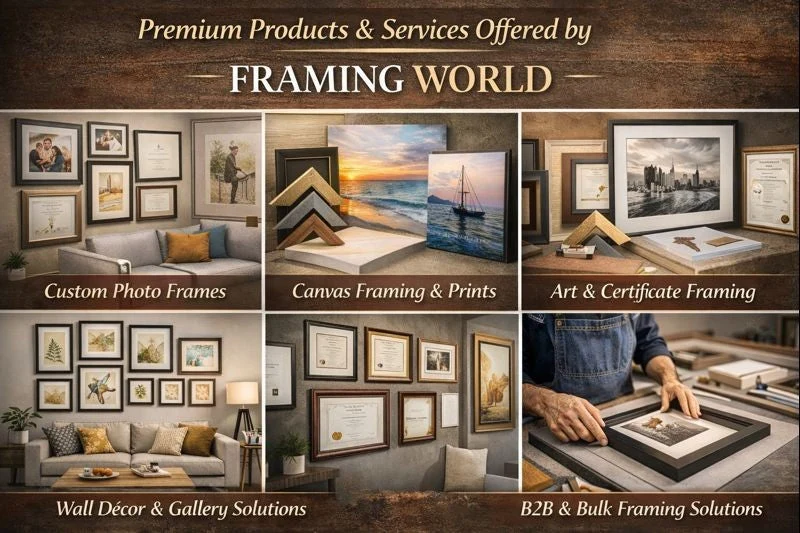 Premium Products & Services Offered by
FRAMING WORLD
Custom Photo Frames
Canvas Framing & Prints
Art & Certificate Framing
Wall Décor & Gallery Solutions
B2B & Bulk Framing Solutions